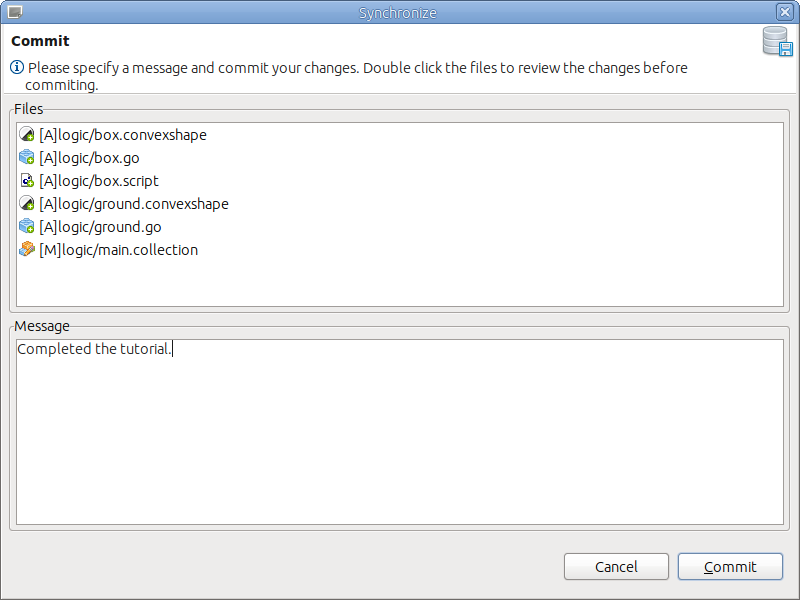 Synchronize
Commit
Please specify a message and commit your changes. Double click the files to review the changes before
commiting.
Files
[A]logic/box.convexshape
[A]logic/box.go
[A]logic/box.script
[A]logic/ground.convexshape
[A]logic/ground.go
[M]logic/main.collection
Message
Completed the tutorial.
Cancel
Commit